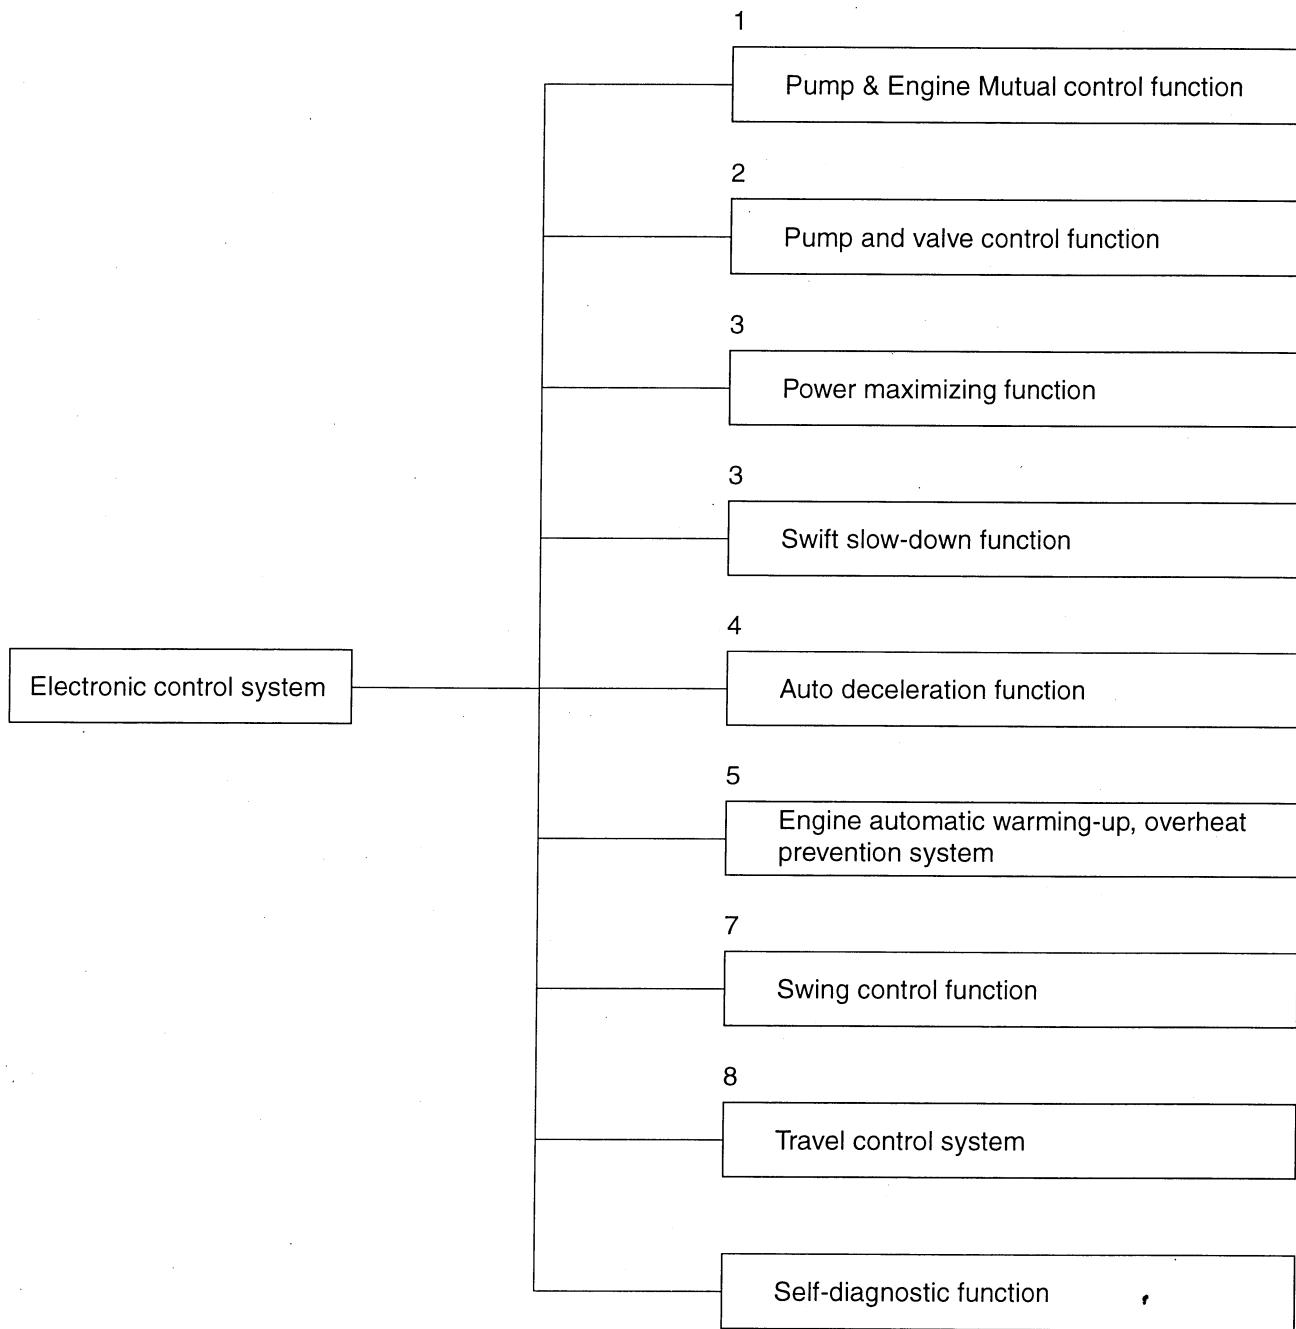 1
Pump & Engine Mutual control function
2
Pump and valve control function
3
Power maximizing function
3
Swift slow-down function
4
Auto deceleration function
Electronic control system
5
Engine automatic warming-up, overheat
prevention system
7
Swing control function
8
Travel control system
Self-diagnostic function